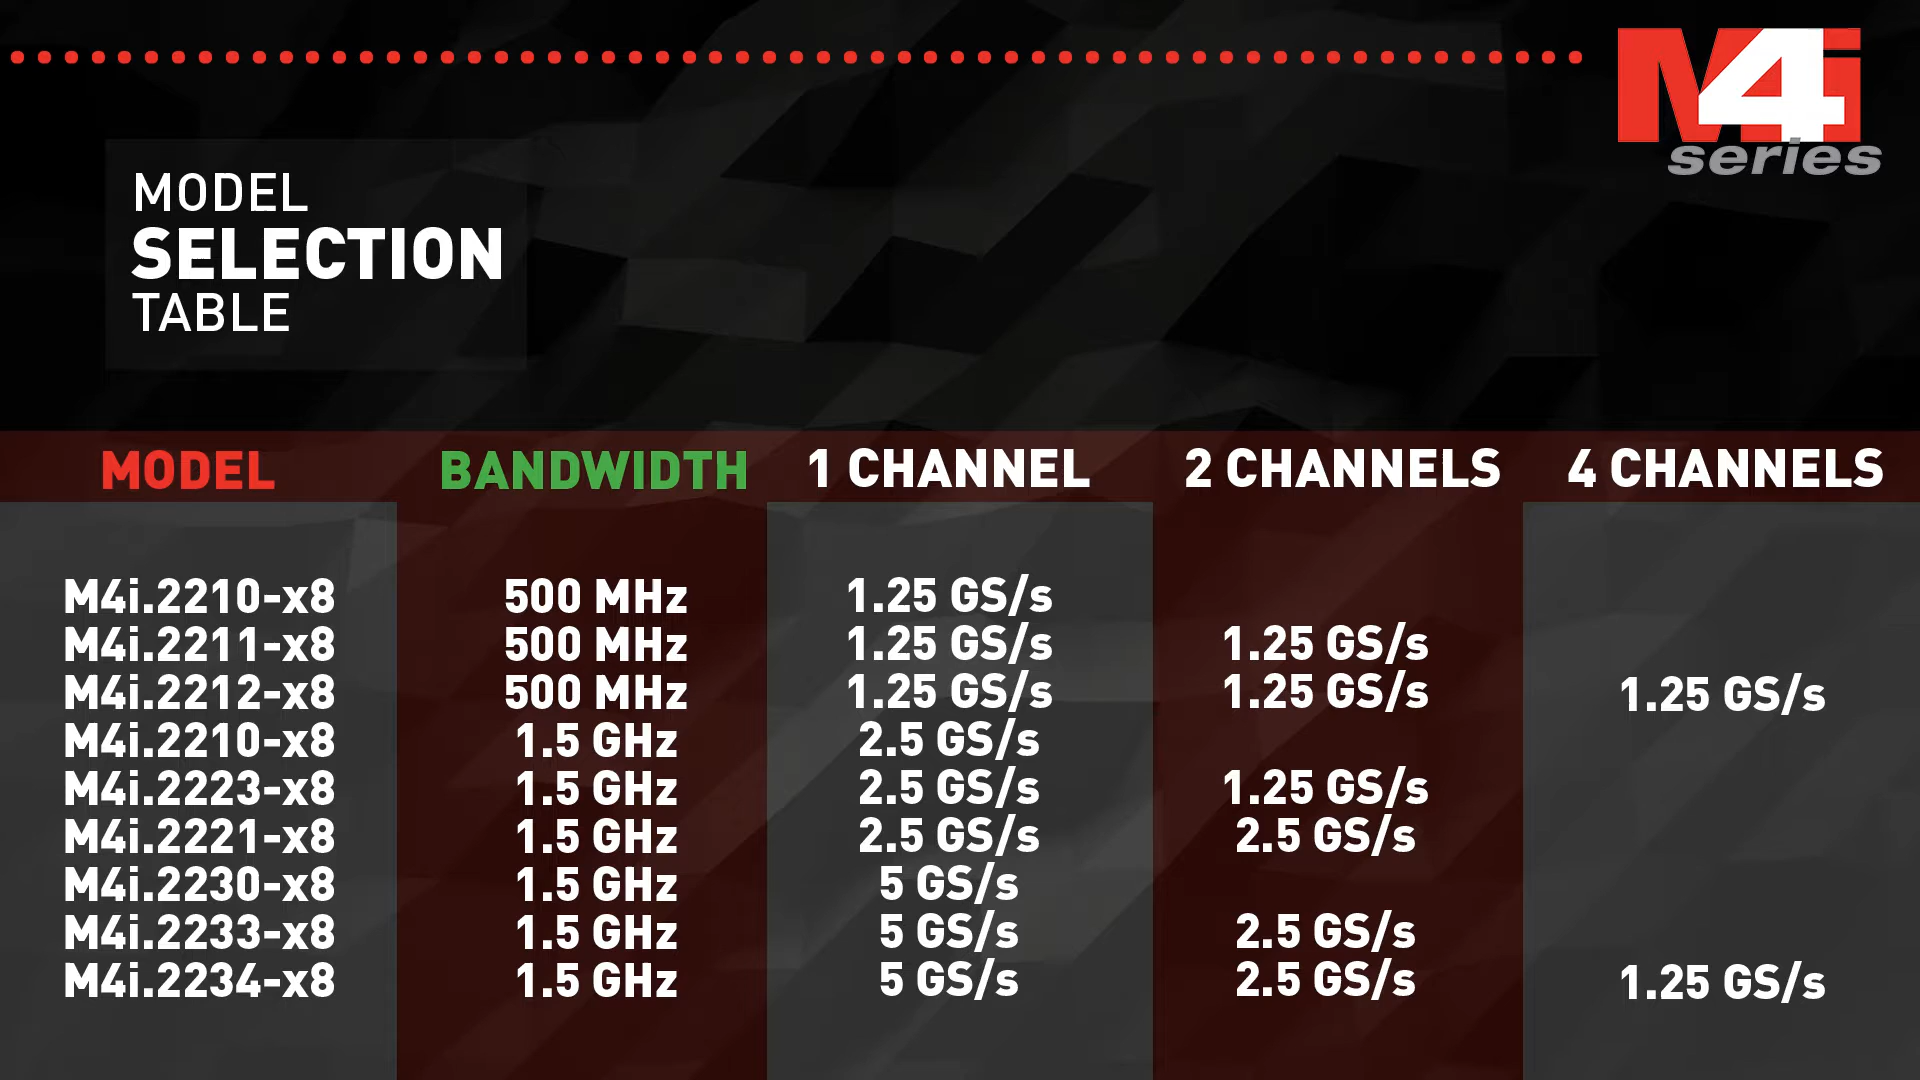 M4i
series
MODEL
SELECTION
TABLE
MODEL BANDWIDTH 1 CHANNEL 2 CHANNELS 4 CHANNELS
M4i.2210-x8 500 MHz 1.25 GS/s
M4i.2211-x8 500 MHz 1.25 GS/s 1.25 GS/s
M4i.2212-x8 500 MHz 1.25 GS/s 1.25 GS/s 1.25 GS/s
M4i.2210-x8 1.5 GHz 2.5 GS/s
M4i.2223-x8 1.5 GHz 2.5 GS/s 1.25 GS/s
M4i.2221-x8 1.5 GHz 2.5 GS/s 2.5 GS/s
M4i.2230-x8 1.5 GHz 5 GS/s
M4i.2233-x8 1.5 GHz 5 GS/s 2.5 GS/s
M4i.2234-x8 1.5 GHz 5 GS/s 2.5 GS/s 1.25 GS/s